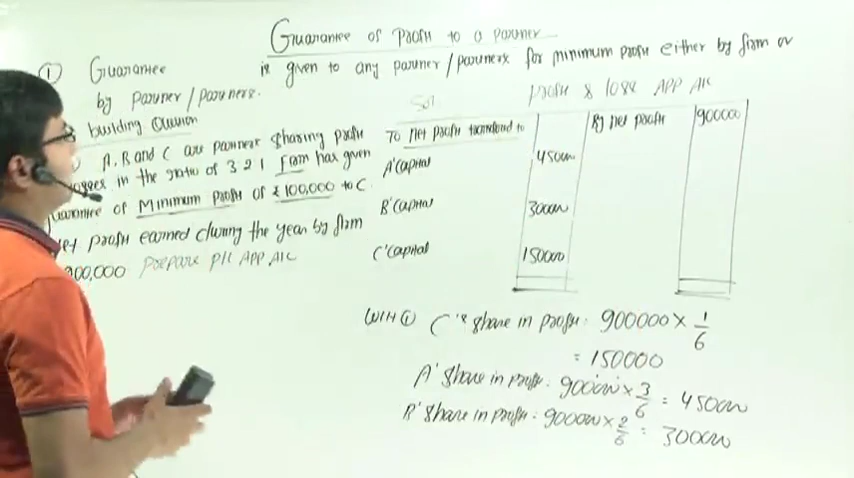 Guarantee of Profit to a partner
① Guarantee is given to any partner/partners for minimum profit either by firm or
by partner/partners.
building Question
A, B and C are partners sharing profit
in the ratio of 3 2 1 Firm has given
guarantee of Minimum Profit of ₹100,000 to C.
Net profit earned during the year by firm
900,000 Prepare P/L APP A/C
Sol
Profit & loss APP A/C
To Net profit transferred to
A'Capital 45000
B'Capital 300000
C'Capital 150000
By Net profit 900000
W/N ① C's share in profit: 900000 × 1/6
= 150000
A' share in profit: 900000 × 3/6 = 450000
B' share in profit: 900000 × 2/6 = 300000